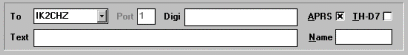 To IK2CHZ Port 1 Digi APRS TH-D7
Text Name